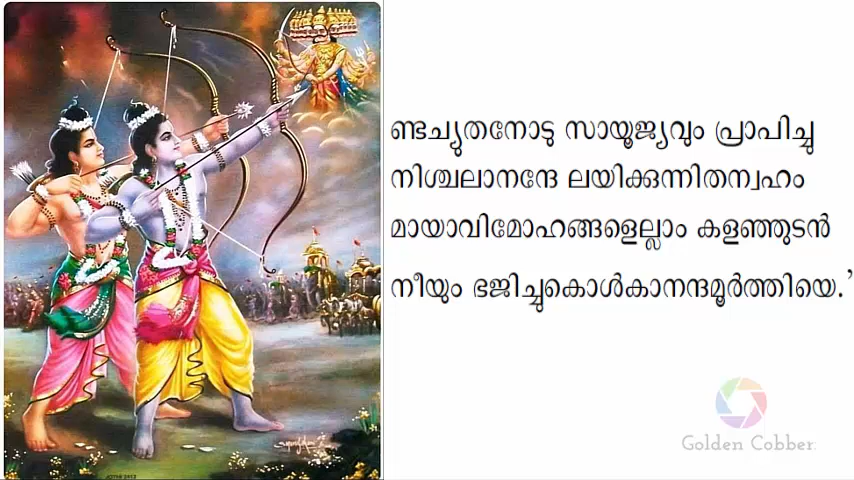 ണ്ടച്യുതനോടു സായൂജ്യവും പ്രാപിച്ചു
നിശ്ചലാനന്ദേ ലയിക്കുന്നിതന്വഹം
മായാവിമോഹങ്ങളെല്ലാം കളഞ്ഞുടൻ
നീയും ഭജിച്ചുകൊൾകാനന്ദമൂർത്തിയെ.’
Golden Cobber